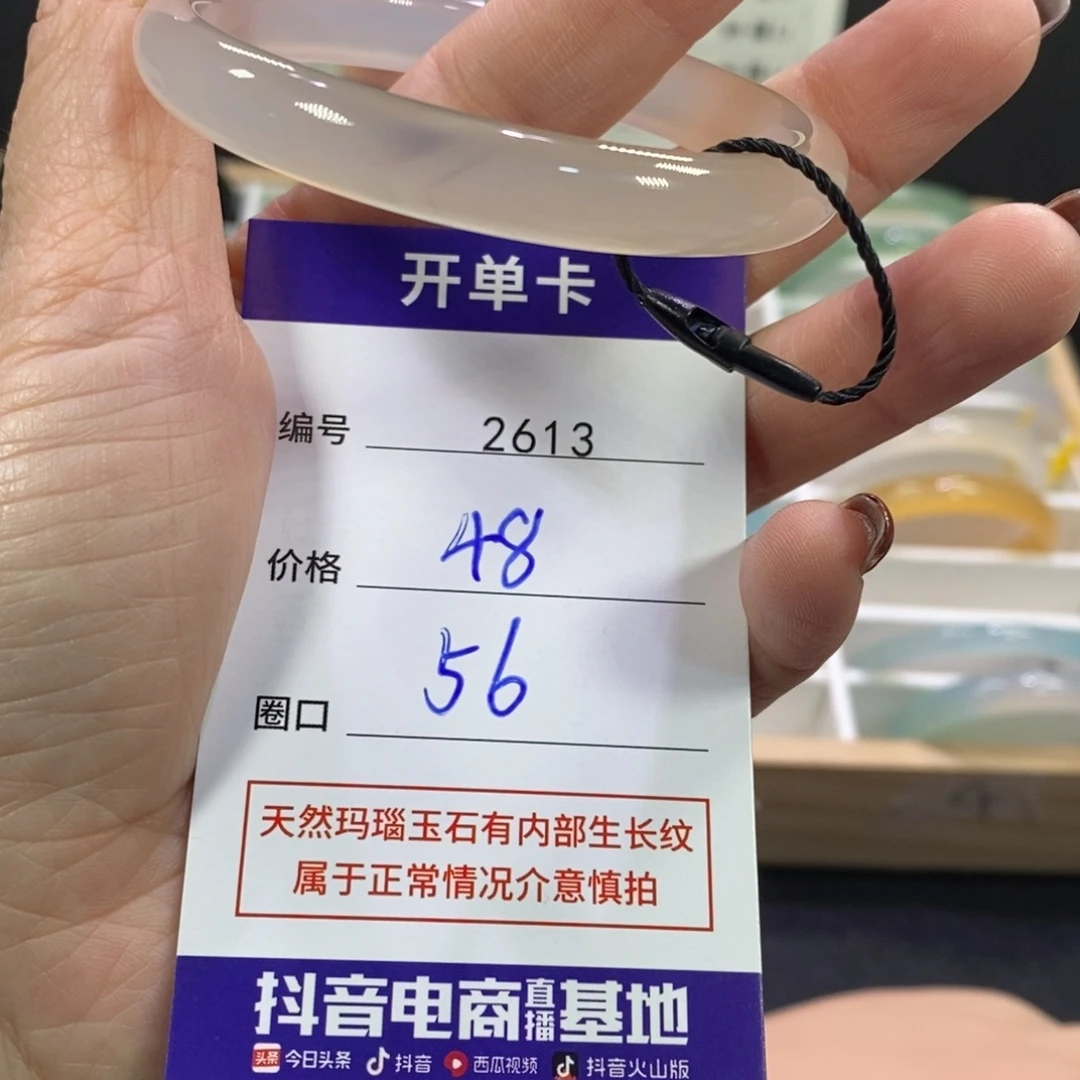 开单卡
编号 2613
价格 48
圈口 56
天然玛瑙玉石有内部生长纹
属于正常情况介意慎拍
抖音电商直播基地
头条 今日头条 抖音 西瓜视频 抖音火山版